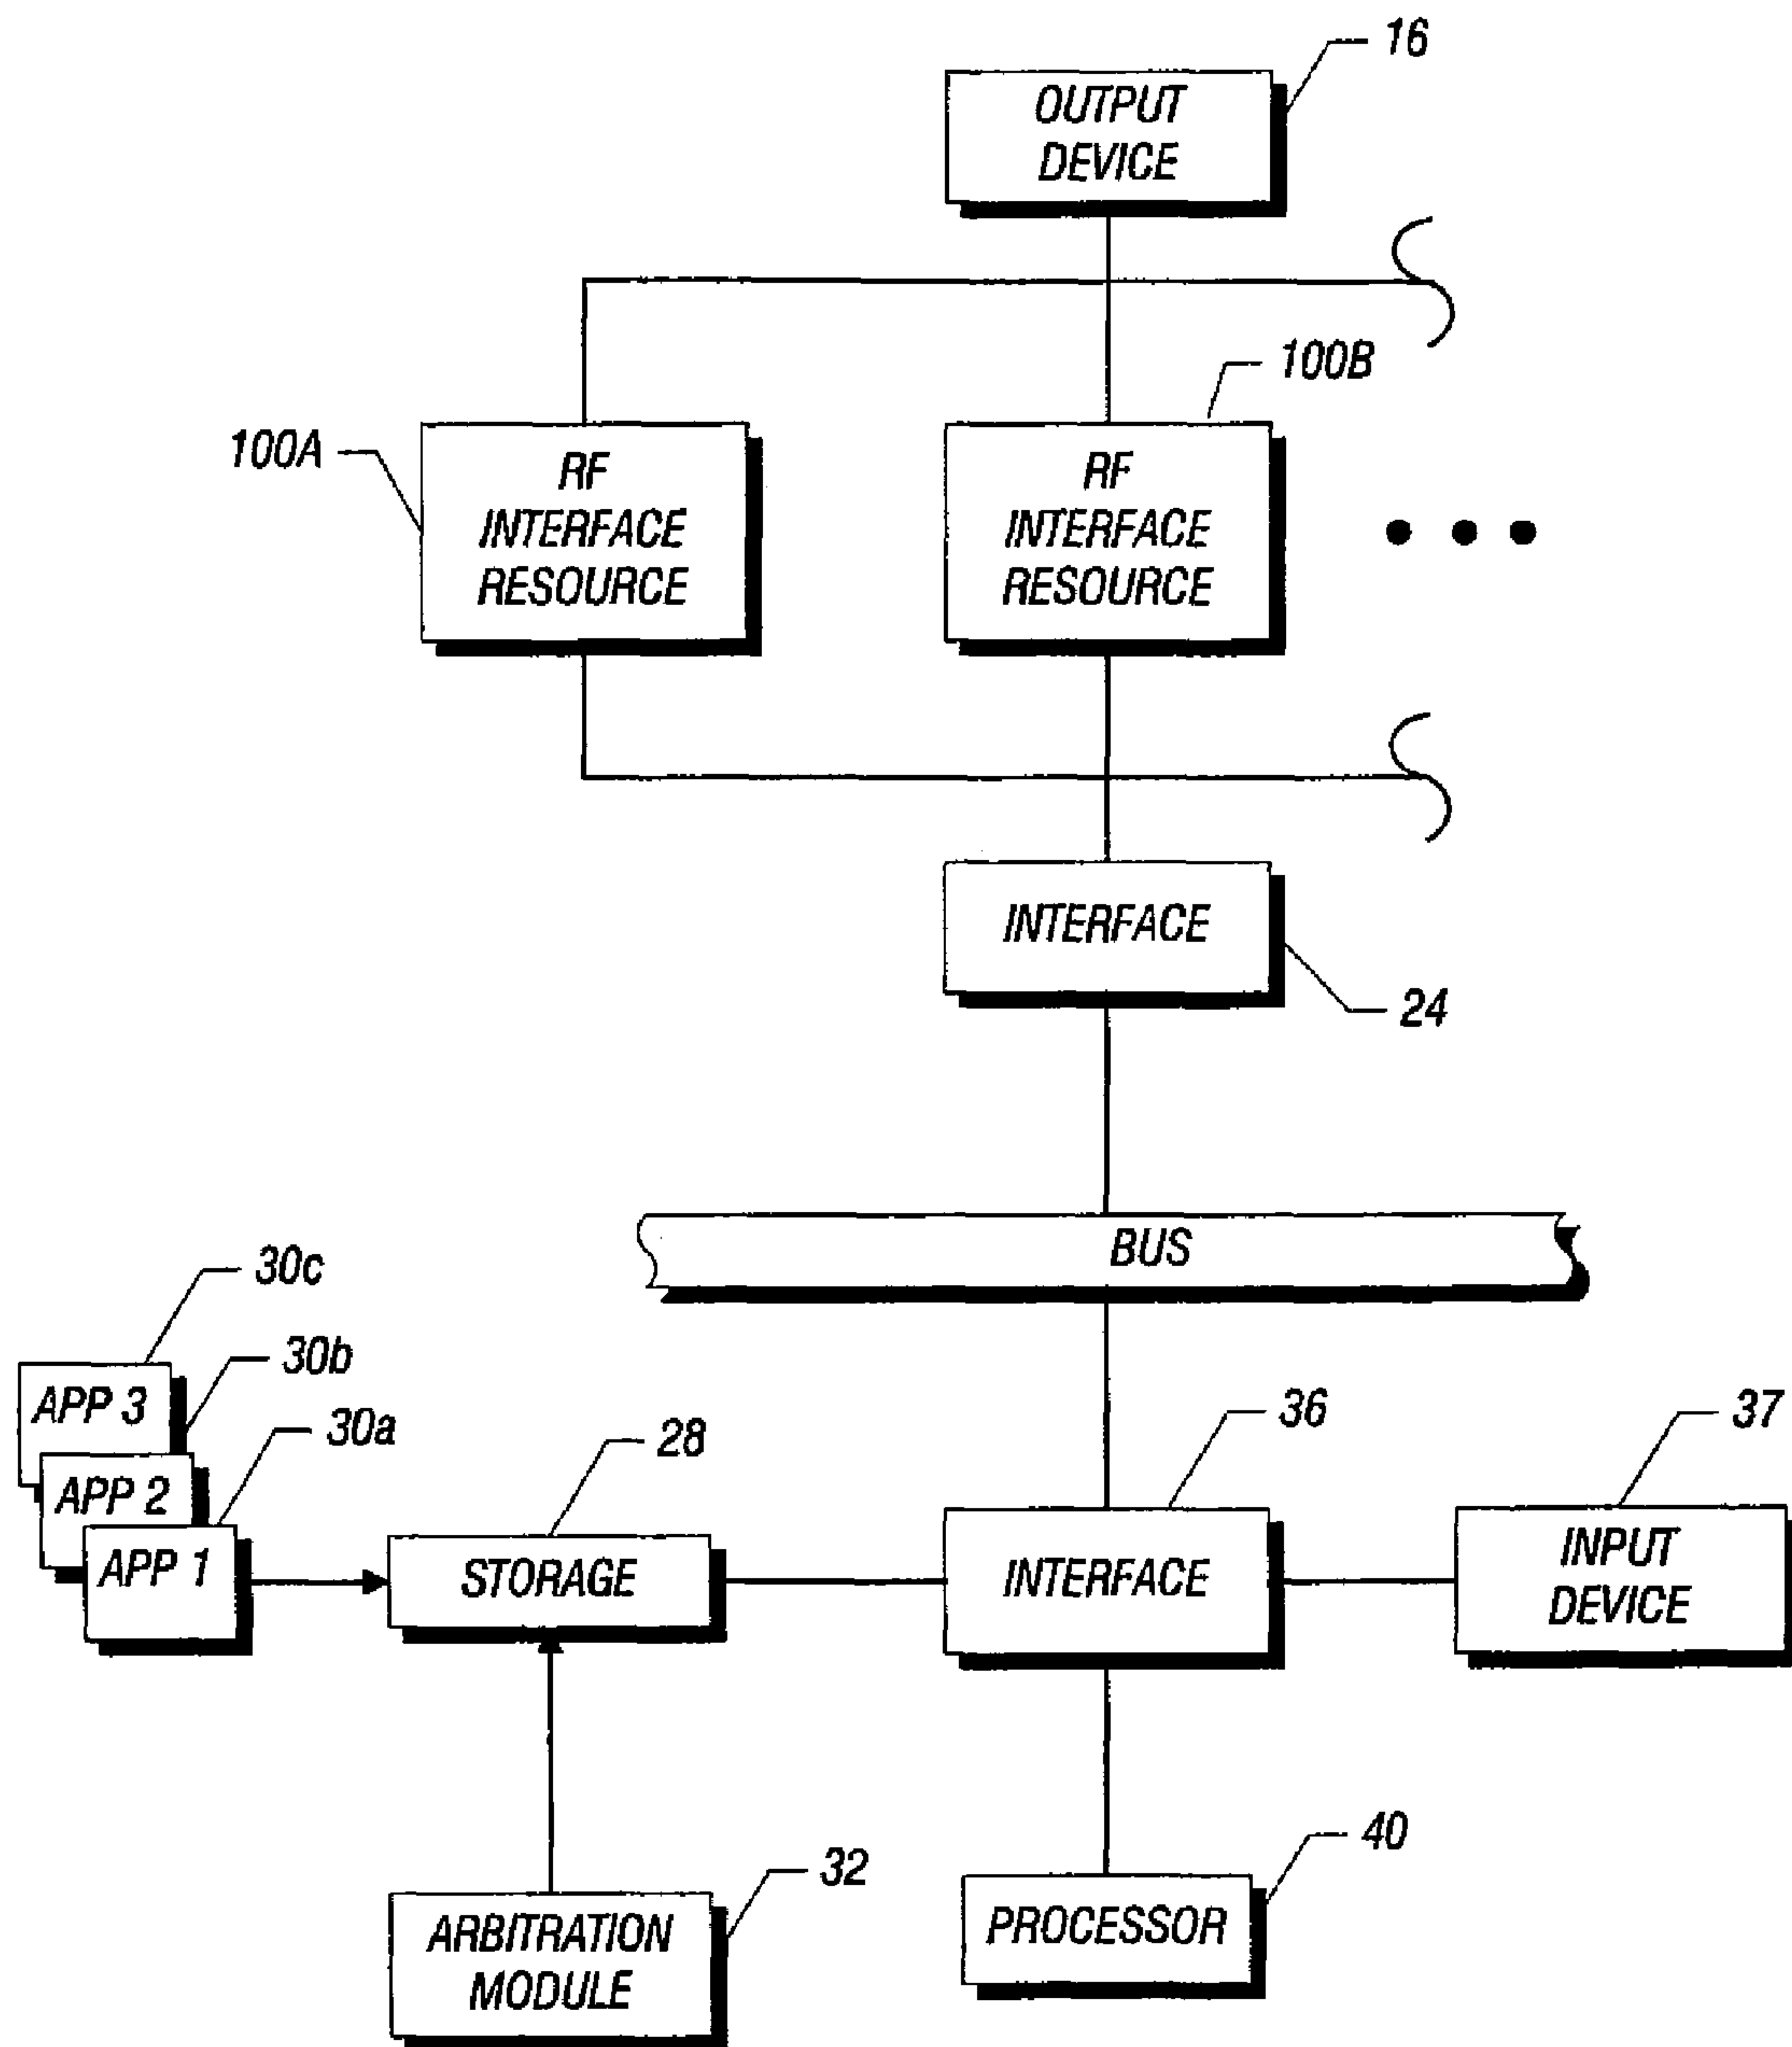 16
OUTPUT
DEVICE
100B
100A
RF
INTERFACE
RESOURCE
RF
INTERFACE
RESOURCE
INTERFACE
24
BUS
30c
30b
30a
APP 3
APP 2
APP 1
28
STORAGE
36
INTERFACE
37
INPUT
DEVICE
32
ARBITRATION
MODULE
40
PROCESSOR